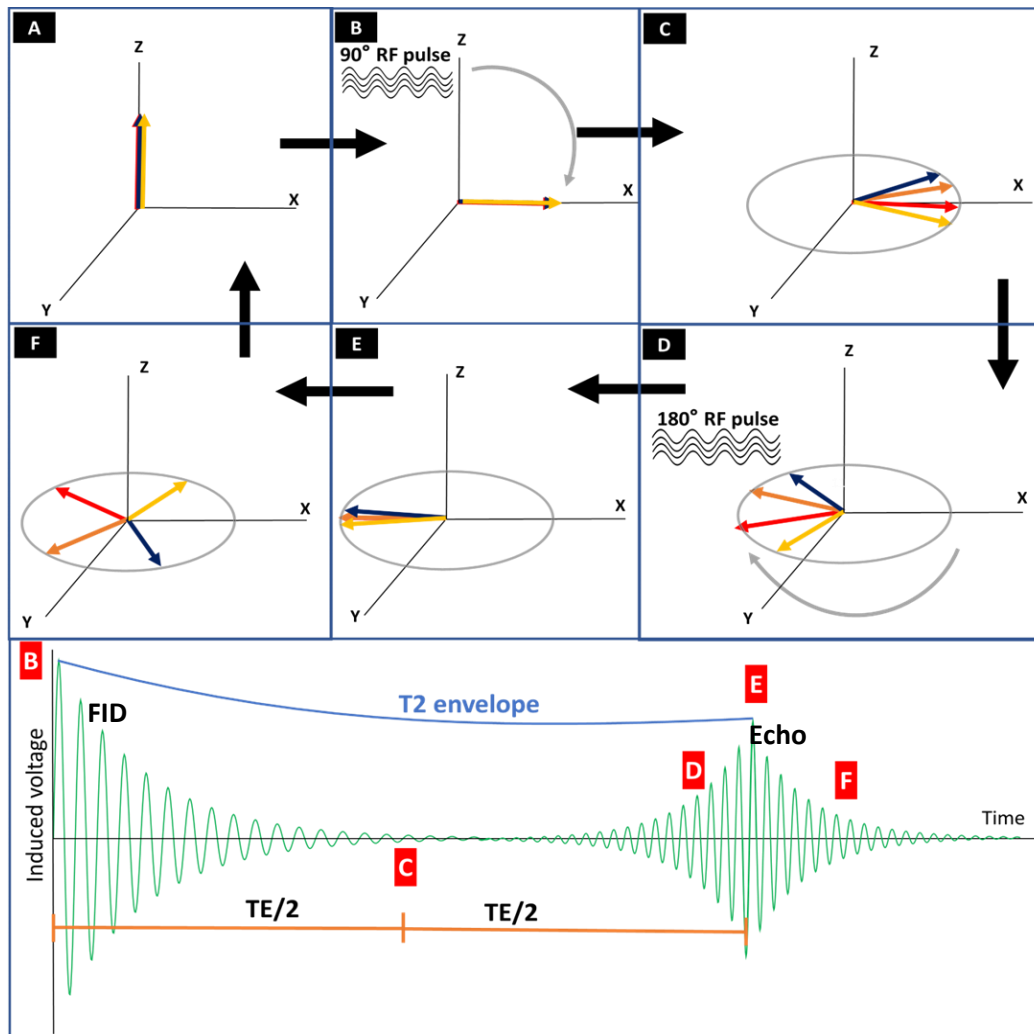 A
Z
X
Y
B
90° RF pulse
Z
X
Y
C
Z
X
Y
F
Z
X
Y
E
Z
X
Y
D
Z
180° RF pulse
X
Y
B
T2 envelope
E
FID
Echo
D
F
Induced voltage
Time
C
TE/2
TE/2